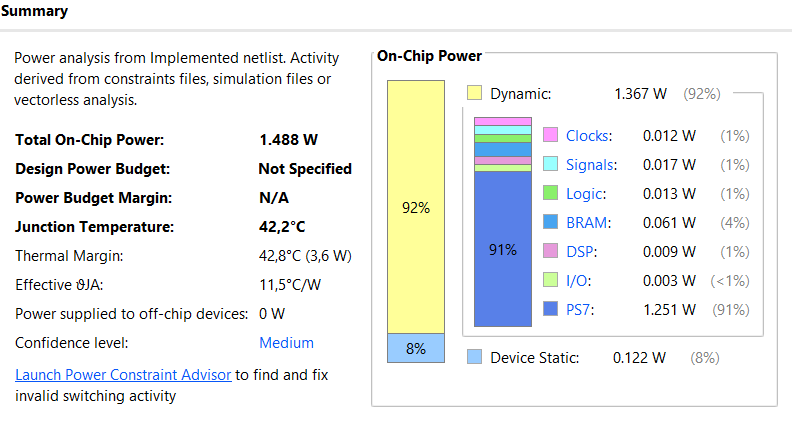 Summary
Power analysis from Implemented netlist. Activity
derived from constraints files, simulation files or
vectorless analysis.
Total On-Chip Power: 1.488 W
Design Power Budget: Not Specified
Power Budget Margin: N/A
Junction Temperature: 42,2°C
Thermal Margin: 42,8°C (3,6 W)
Effective ϑJA: 11,5°C/W
Power supplied to off-chip devices: 0 W
Confidence level: Medium
Launch Power Constraint Advisor to find and fix
invalid switching activity
On-Chip Power
92%
8%
Dynamic: 1.367 W (92%)
91%
Clocks: 0.012 W (1%)
Signals: 0.017 W (1%)
Logic: 0.013 W (1%)
BRAM: 0.061 W (4%)
DSP: 0.009 W (1%)
I/O: 0.003 W (<1%)
PS7: 1.251 W (91%)
Device Static: 0.122 W (8%)